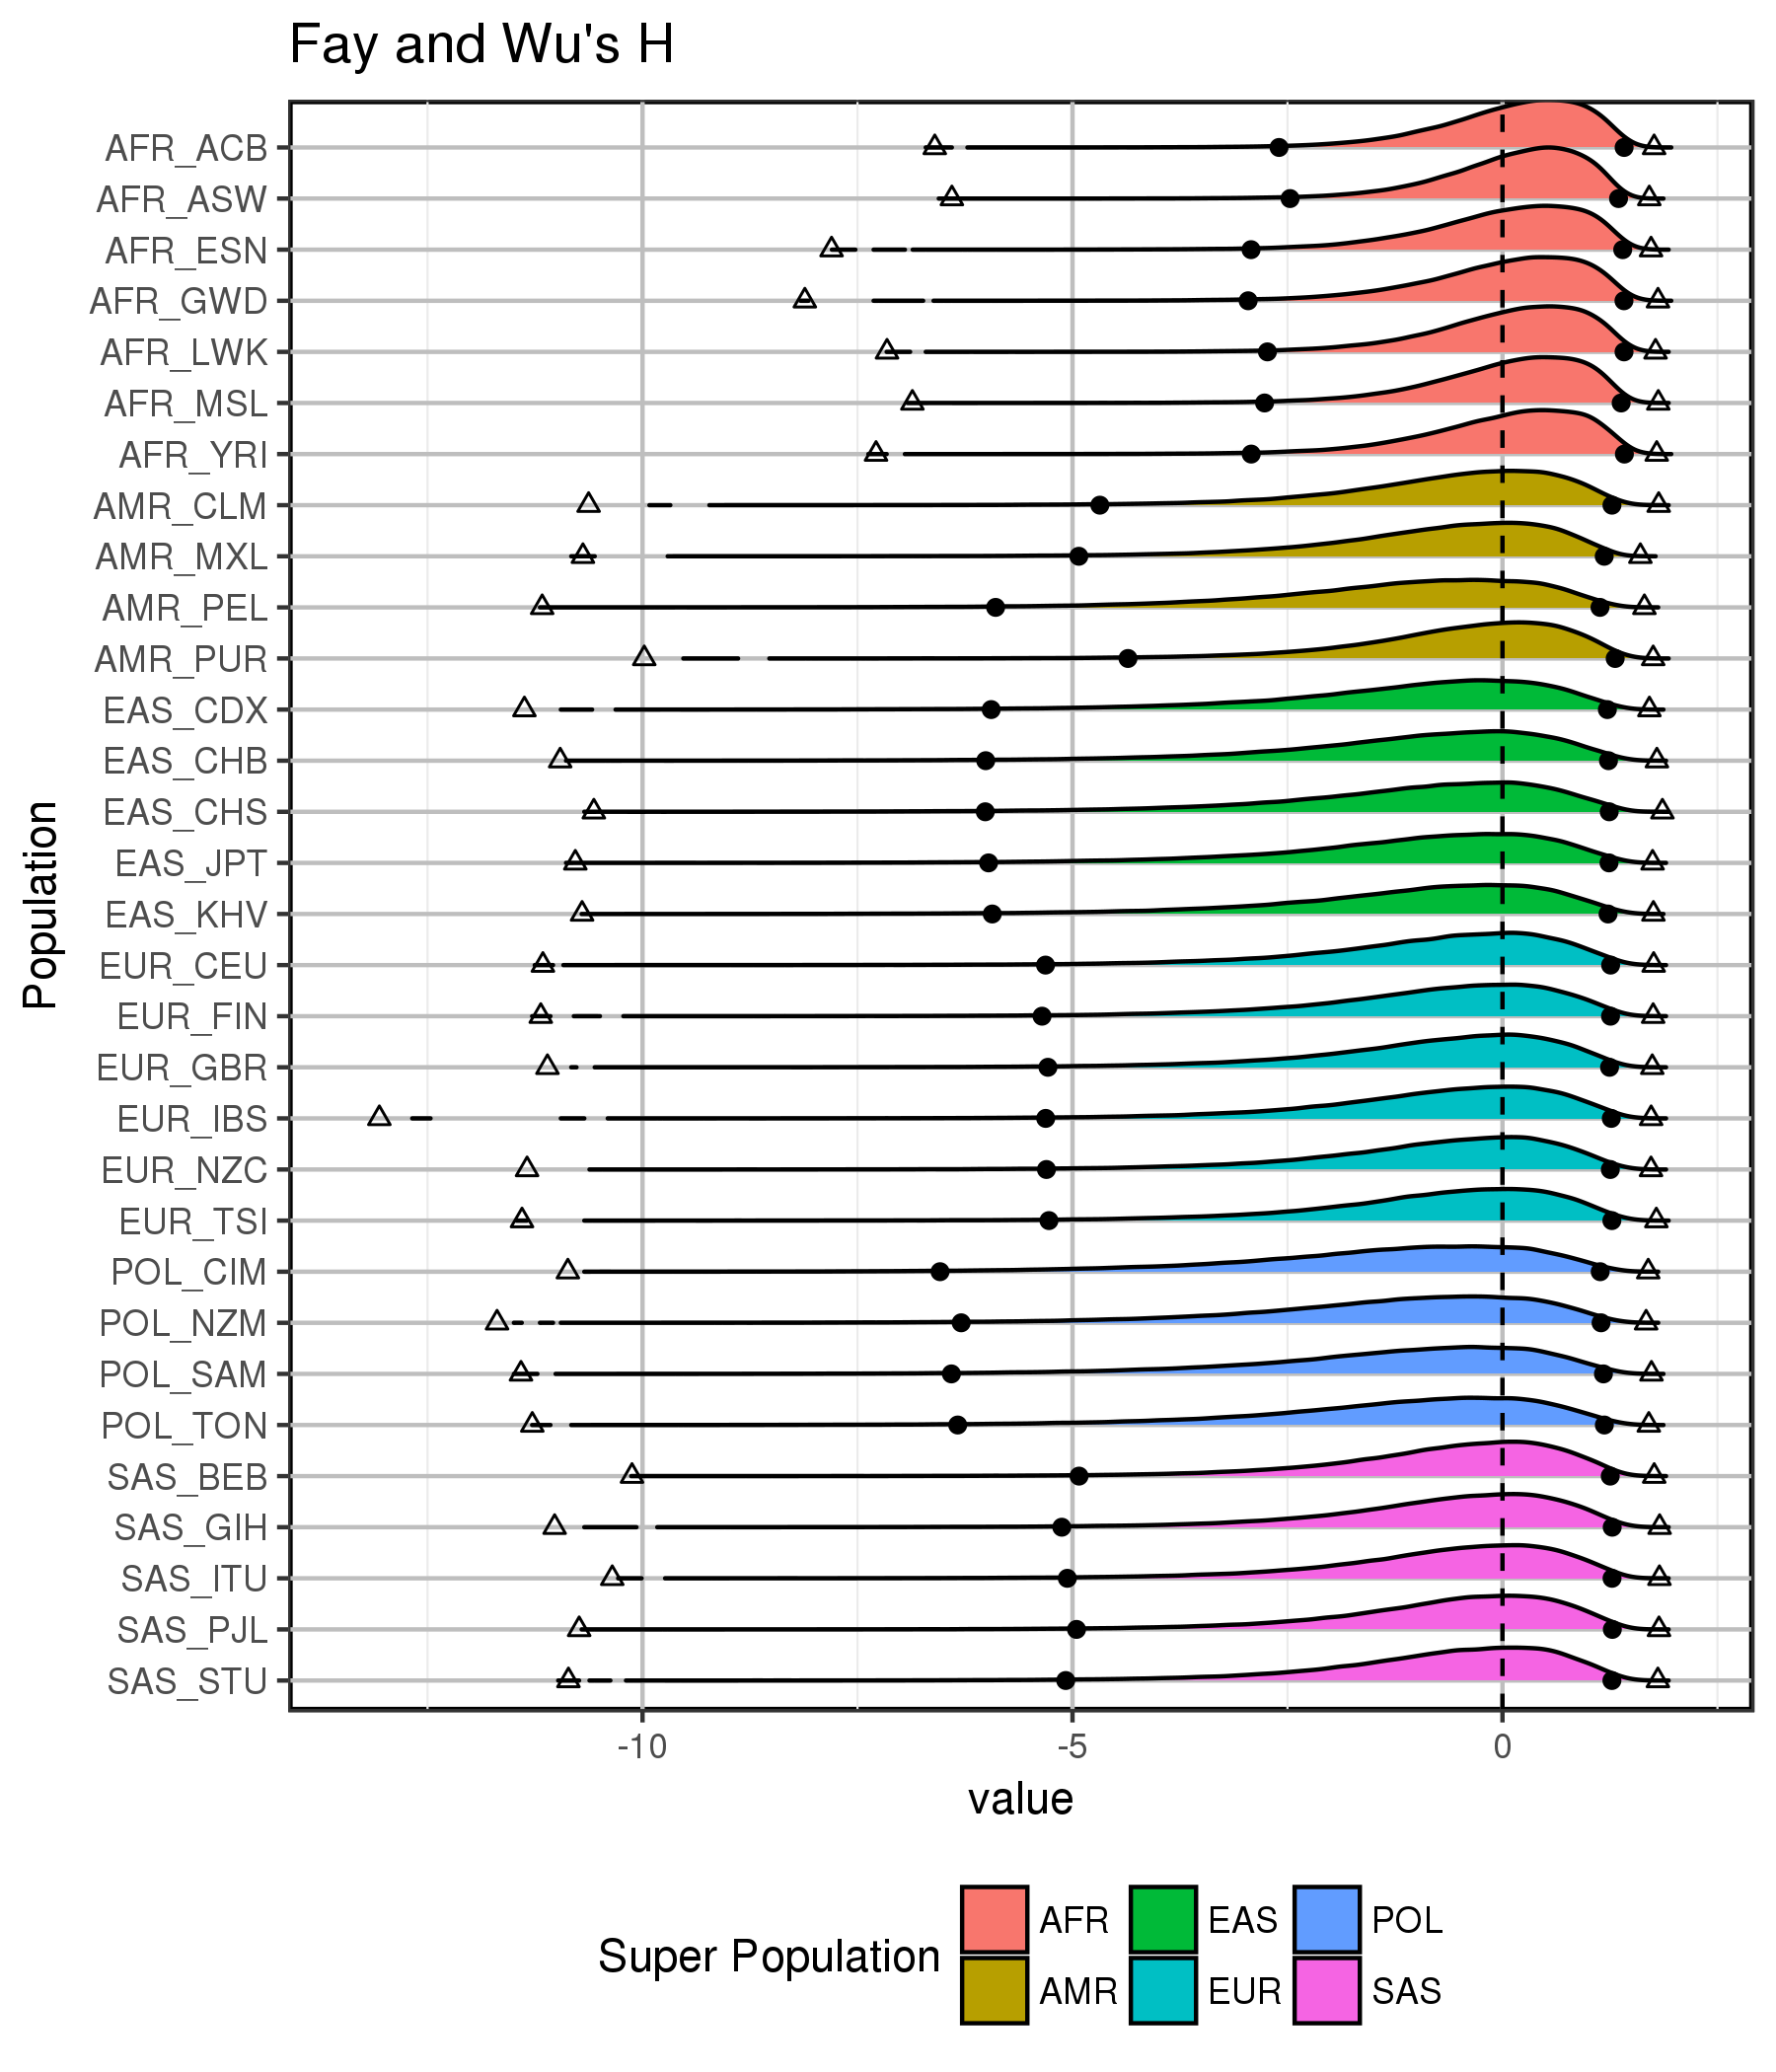 Fay and Wu's H
Population
AFR_ACB
AFR_ASW
AFR_ESN
AFR_GWD
AFR_LWK
AFR_MSL
AFR_YRI
AMR_CLM
AMR_MXL
AMR_PEL
AMR_PUR
EAS_CDX
EAS_CHB
EAS_CHS
EAS_JPT
EAS_KHV
EUR_CEU
EUR_FIN
EUR_GBR
EUR_IBS
EUR_NZC
EUR_TSI
POL_CIM
POL_NZM
POL_SAM
POL_TON
SAS_BEB
SAS_GIH
SAS_ITU
SAS_PJL
SAS_STU
-10 -5 0
value
Super Population
AFR EAS POL
AMR EUR SAS